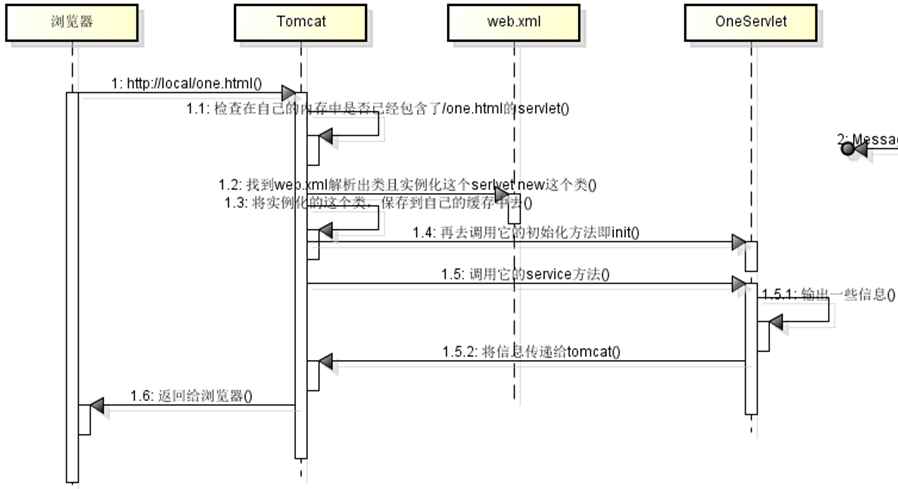 浏览器
Tomcat
web.xml
OneServlet
1: http://local/one.html()
1.1: 检查在自己的内存中是否已经包含了/one.html的servlet()
2: Messa
1.2: 找到web.xml解析出类且实例化这个serlvet new这个类()
1.3: 将实例化的这个类，保存到自己的缓存中去()
1.4: 再去调用它的初始化方法即init()
1.5: 调用它的service方法()
1.5.1: 输出一些信息()
1.5.2: 将信息传递给tomcat()
1.6: 返回给浏览器()